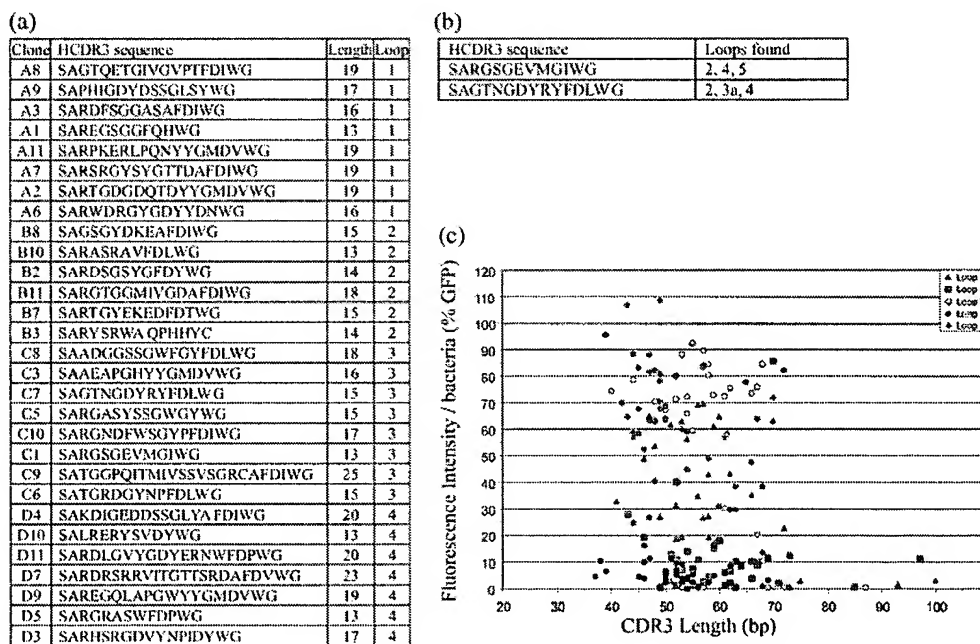 (a)
Clone HCDR3 sequence Length Loop
A8 SAGTQETGIVGVPTFDIWG 19 1
A9 SAPHIGDYDSSGLSYWG 17 1
A3 SARDFSGGASAFDIWG 16 1
A1 SAREGSGGFQHWG 13 1
A11 SARPKERLPQNYYGMDVWG 19 1
A7 SARSRGYSYGTTDAFDIWG 19 1
A2 SARTGDGDQTDYYGMDVWG 19 1
A6 SARWDRGYGDYYDNWG 16 1
B8 SAGSGYDKEAFDIWG 15 2
B10 SARASRAVFDLWG 13 2
B2 SARDSGSYGFDYWG 14 2
B11 SARGTGGMIVGDAFDIWG 18 2
B7 SARTGYEKEDFDTWG 15 2
B3 SARYSRWAQPHHYC 14 2
C8 SAADGGSSGWFGYFDLWG 18 3
C3 SAAEAPGHYYGMDVWG 16 3
C7 SAGTNGDYRYFDLWG 15 3
C5 SARGASYSSGWGYWG 15 3
C10 SARGNDFWSGYPFDIWG 17 3
C1 SARGSGEVMGIWG 13 3
C9 SATGGPQITMIVSSVSGRCAFDIWG 25 3
C6 SATGRDGYNPFDLWG 15 3
D4 SAKDIGEDDSSGLYAFDIWG 20 4
D10 SALRERYSVDYWG 13 4
D11 SARDLGVYGDYERNWFDPWG 20 4
D7 SARDRSRRVITGTTSRDAFDVWG 23 4
D9 SAREGQLAPGWYYGMDVWG 19 4
D5 SARGRASWFDPWG 13 4
D3 SARHSRGDVYNPIDYWG 17 4
(b)
HCDR3 sequence Loops found
SARGSGEVMGIWG 2, 4, 5
SAGTNGDYRYFDLWG 2, 3a, 4
(c)
Fluorescence Intensity / bacteria (% GFP)
120
110
100
90
80
70
60
50
40
30
20
10
0
20 30 40 50 60 70 80 90 100
CDR3 Length (bp)
Loop
Loop
Loop
Loop
Loop